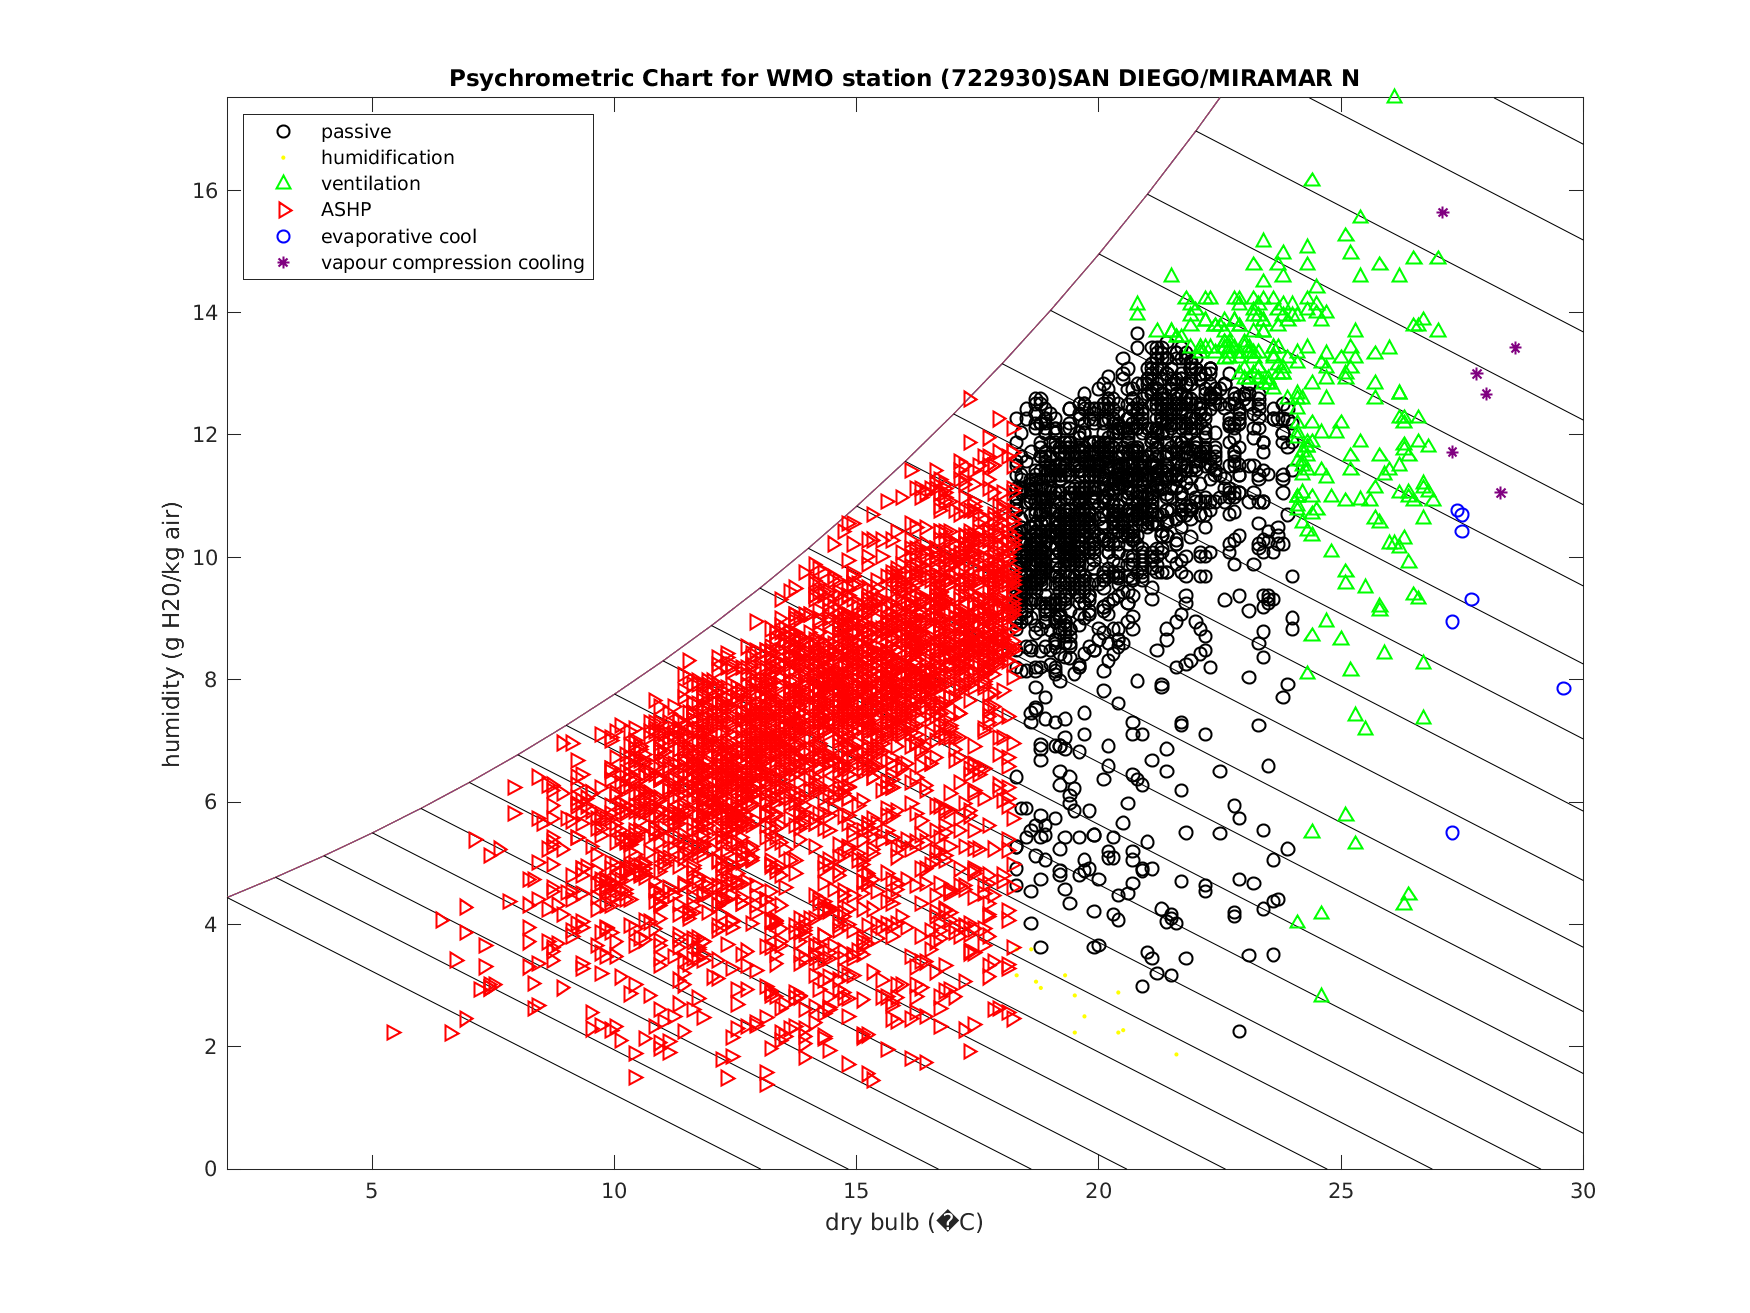 Psychrometric Chart for WMO station (722930)SAN DIEGO/MIRAMAR N
passive
humidification
ventilation
ASHP
evaporative cool
vapour compression cooling
humidity (g H20/kg air)
16
14
12
10
8
6
4
2
0
5 10 15 20 25 30
dry bulb (�C)